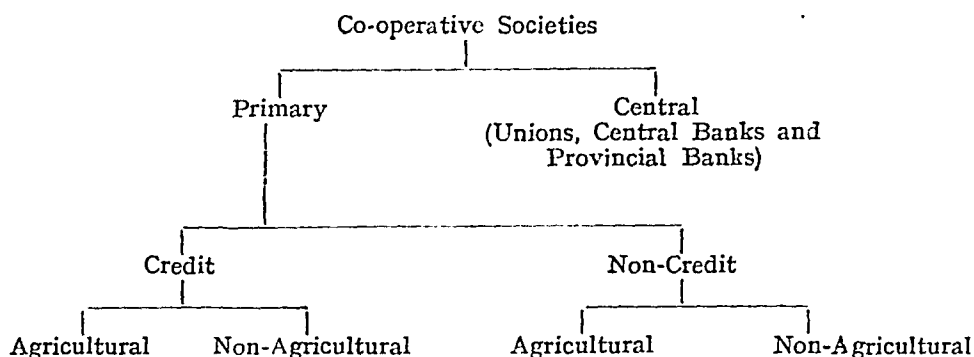 Co-operative Societies
Primary
Central
(Unions, Central Banks and
Provincial Banks)
Credit
Non-Credit
Agricultural
Non-Agricultural
Agricultural
Non-Agricultural